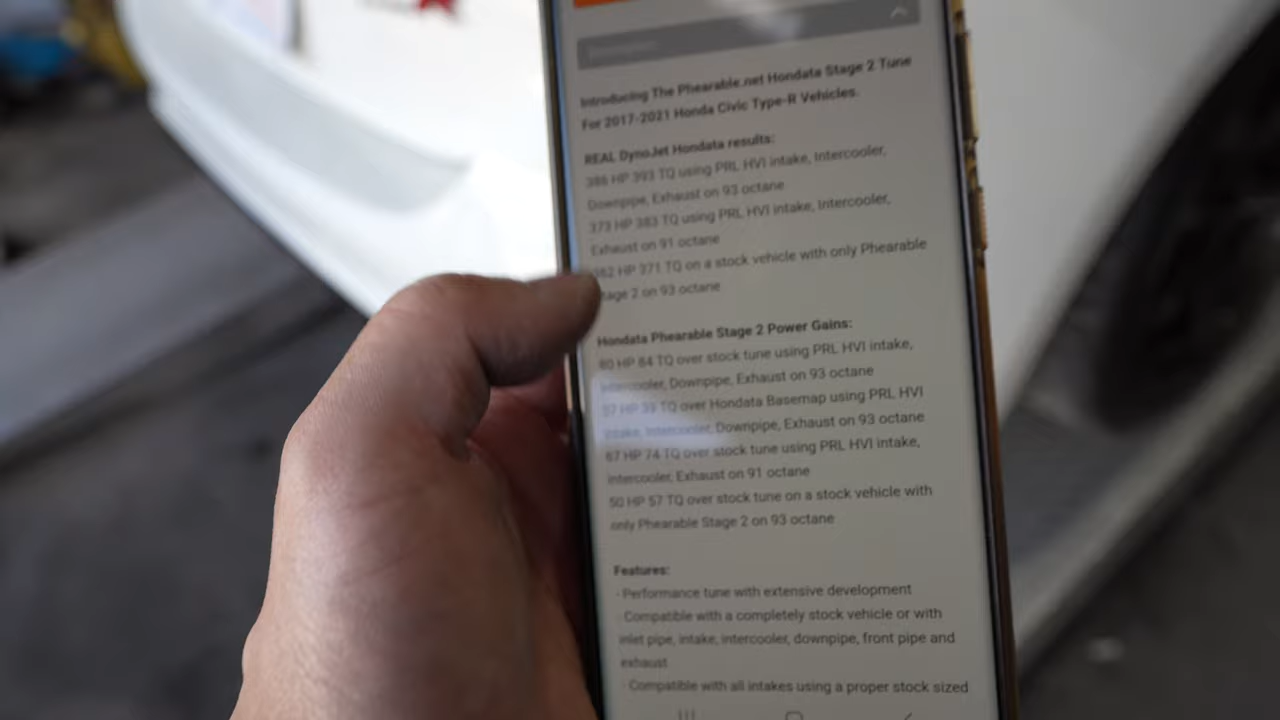 Introducing The Phearable.net Hondata Stage 2 Tune
For 2017-2021 Honda Civic Type-R Vehicles.
REAL DynoJet Hondata results:
388 HP 393 TQ using PRL HVI intake, Intercooler,
Downpipe, Exhaust on 93 octane
373 HP 383 TQ using PRL HVI intake, Intercooler,
Exhaust on 91 octane
HP 371 TQ on a stock vehicle with only Phearable
tage 2 on 93 octane
Hondata Phearable Stage 2 Power Gains:
80 HP 84 TQ over stock tune using PRL HVI intake,
Intercooler, Downpipe, Exhaust on 93 octane
57 HP 39 TQ over Hondata Basemap using PRL HVI
intake, Intercooler, Downpipe, Exhaust on 93 octane
67 HP 74 TQ over stock tune using PRL HVI intake,
Intercooler, Exhaust on 91 octane
50 HP 57 TQ over stock tune on a stock vehicle with
only Phearable Stage 2 on 93 octane
Features:
· Performance tune with extensive development
· Compatible with a completely stock vehicle or with
inlet pipe, intake, intercooler, downpipe, front pipe and
exhaust
· Compatible with all intakes using a proper stock sized